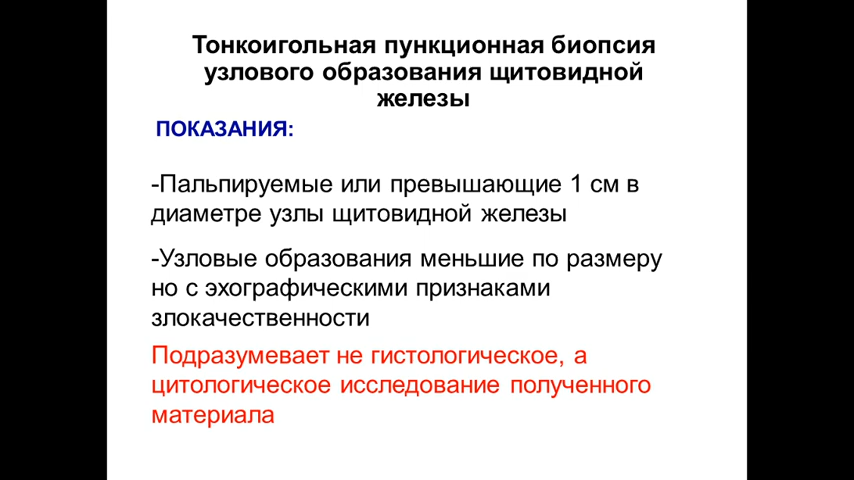 Тонкоигольная пункционная биопсия
узлового образования щитовидной
железы
ПОКАЗАНИЯ:
-Пальпируемые или превышающие 1 см в
диаметре узлы щитовидной железы
-Узловые образования меньшие по размеру
но с эхографическими признаками
злокачественности
Подразумевает не гистологическое, а
цитологическое исследование полученного
материала